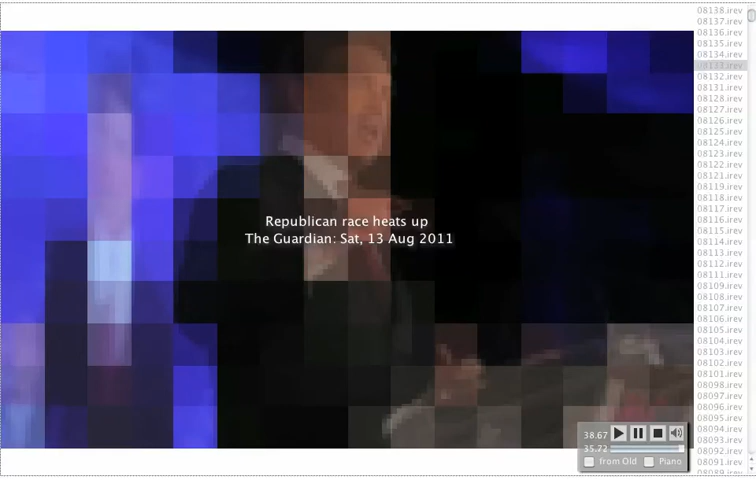 Republican race heats up
The Guardian: Sat, 13 Aug 2011
08138.irev
08137.irev
08136.irev
08135.irev
08134.irev
08133.irev
08132.irev
08131.irev
08128.irev
08127.irev
08126.irev
08125.irev
08124.irev
08123.irev
08122.irev
08121.irev
08119.irev
08118.irev
08117.irev
08116.irev
08115.irev
08114.irev
08113.irev
08112.irev
08111.irev
08109.irev
08108.irev
08107.irev
08106.irev
08105.irev
08104.irev
08103.irev
08102.irev
08101.irev
08098.irev
08097.irev
08096.irev
08095.irev
08094.irev
08093.irev
08092.irev
08091.irev
08089.irev
38.67
35.72
from Old
Piano